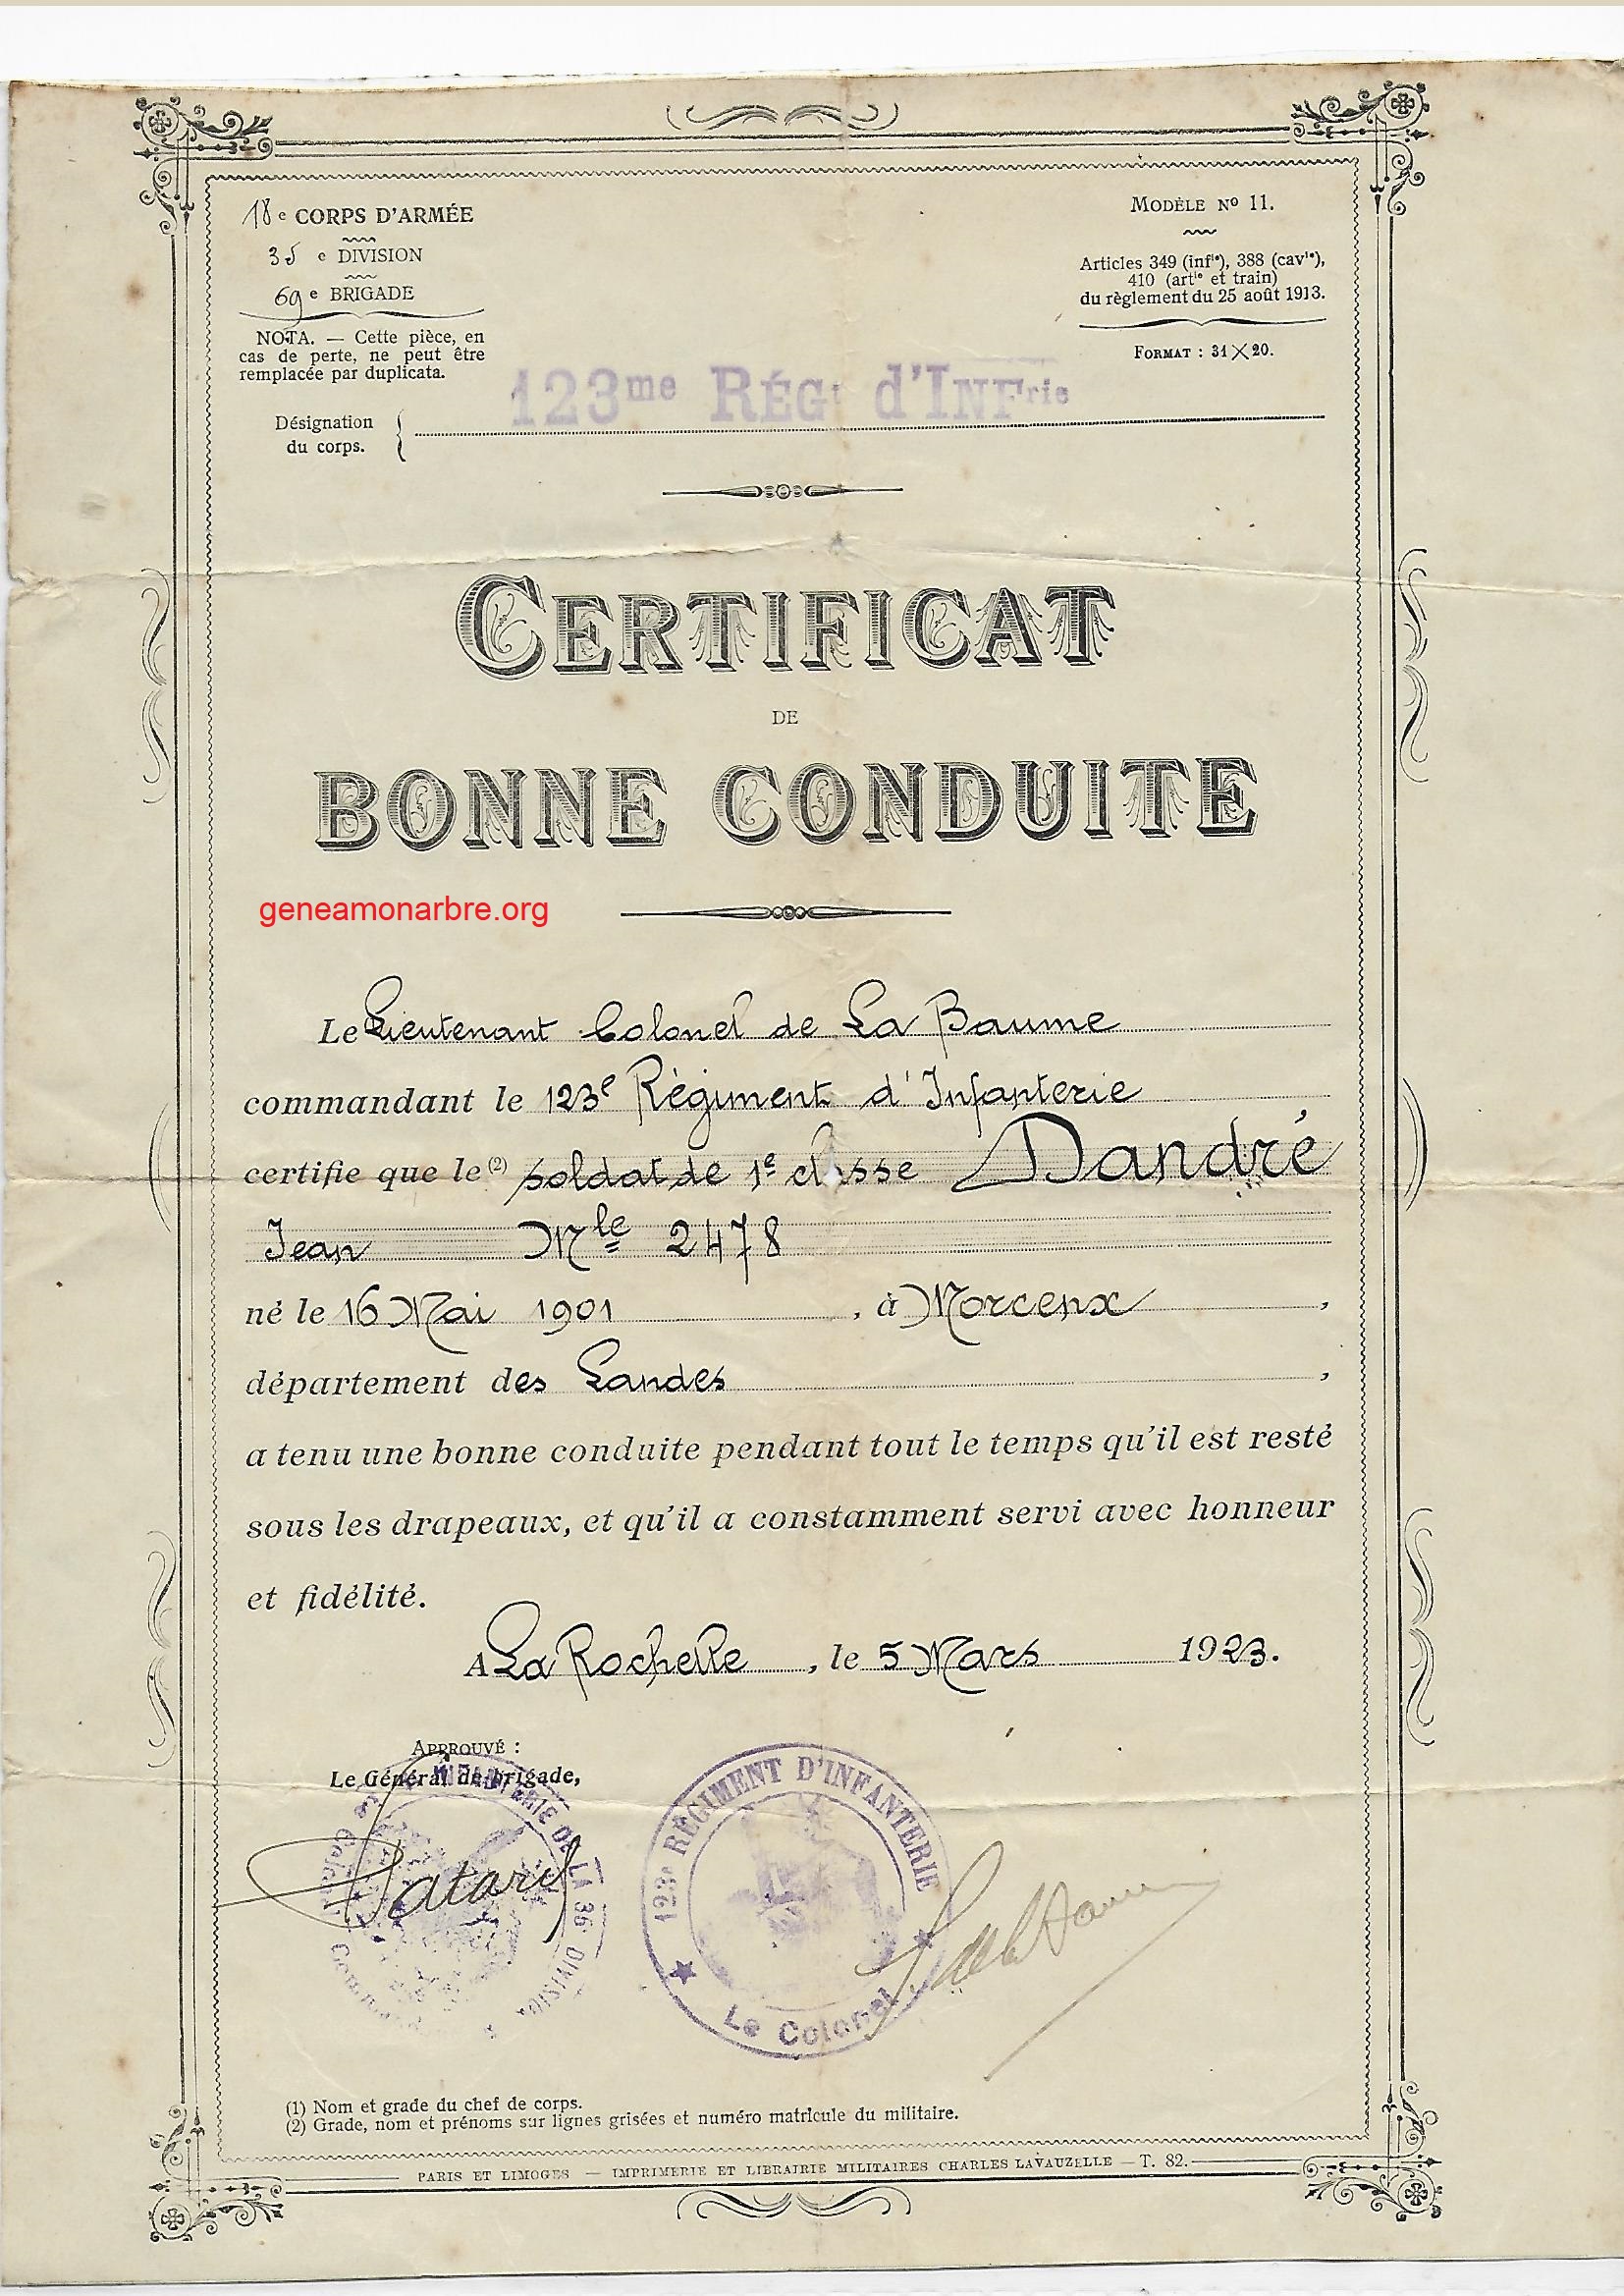 18e CORPS D'ARMÉE
35e DIVISION
69e BRIGADE
NOTA. — Cette pièce, en
cas de perte, ne peut être
remplacée par duplicata.
MODÈLE No 11.
Articles 349 (infie), 388 (cavie),
410 (artie et train)
du règlement du 25 août 1913.
FORMAT : 31 X 20.
123me RÉGt d'INFrie
Désignation
du corps.
CERTIFICAT
DE
BONNE CONDUITE
geneamonarbre.org
Le Lieutenant Colonel de La Baume
commandant le 123e Régiment d'Infanterie
certifie que le (2) soldat de 1e classe Dandré
Jean Mle 2478
né le 16 Mai 1901, à Morcenx,
département des Landes,
a tenu une bonne conduite pendant tout le temps qu'il est resté
sous les drapeaux, et qu'il a constamment servi avec honneur
et fidélité.
A La Rochelle, le 5 Mars 1923.
APPROUVÉ :
Le Général de brigade,
INFANTERIE DE LA 35e DIVISION
123e RÉGIMENT D'INFANTERIE
Le Colonel
(1) Nom et grade du chef de corps.
(2) Grade, nom et prénoms sur lignes grisées et numéro matricule du militaire.
PARIS ET LIMOGES — IMPRIMERIE ET LIBRAIRIE MILITAIRES CHARLES LAVAUZELLE — T. 82.